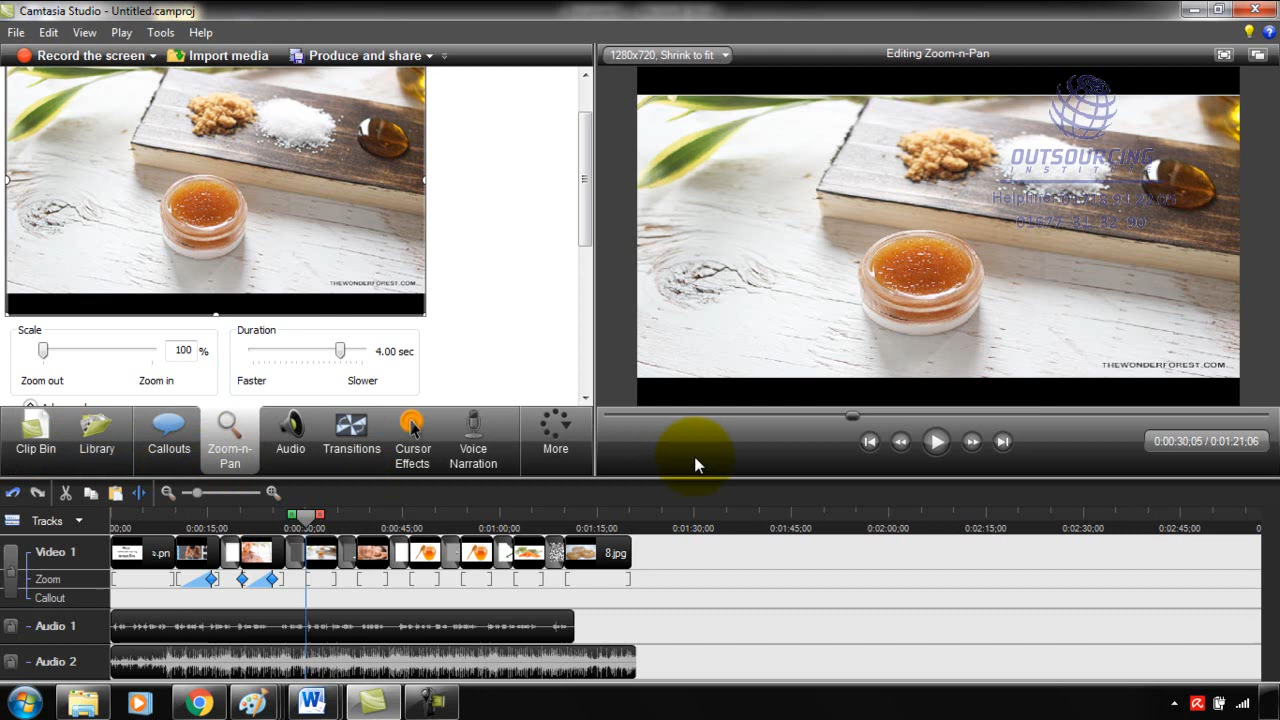 Camtasia Studio - Untitled.camproj
File Edit View Play Tools Help
Record the screen Import media Produce and share
1280x720, Shrink to fit
Editing Zoom-n-Pan
OUTSOURCING
INSTITUTE
THEWONDERFOREST.COM...
THEWONDERFOREST.COM...
Scale
100 %
Zoom out Zoom in
Duration
4.00 sec
Faster Slower
Clip Bin
Library
Callouts
Zoom-n-Pan
Audio
Transitions
Cursor Effects
Voice Narration
More
0:00:30;05 / 0:01:21;06
Tracks
00;00 0:00:15;00 0:00:30;00 0:00:45;00 0:01:00;00 0:01:15;00 0:01:30;00 0:01:45;00 0:02:00;00 0:02:15;00 0:02:30;00 0:02:45;00 0
Video 1
8.jpg
Zoom
Callout
Audio 1
Audio 2